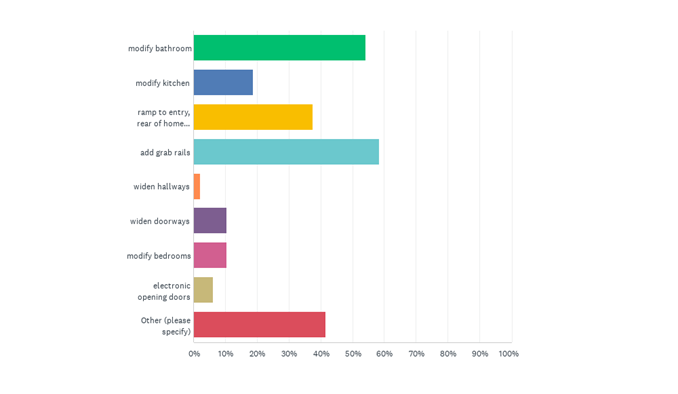 modify bathroom
modify kitchen
ramp to entry,
rear of home...
add grab rails
widen hallways
widen doorways
modify bedrooms
electronic
opening doors
Other (please
specify)
0% 10% 20% 30% 40% 50% 60% 70% 80% 90% 100%